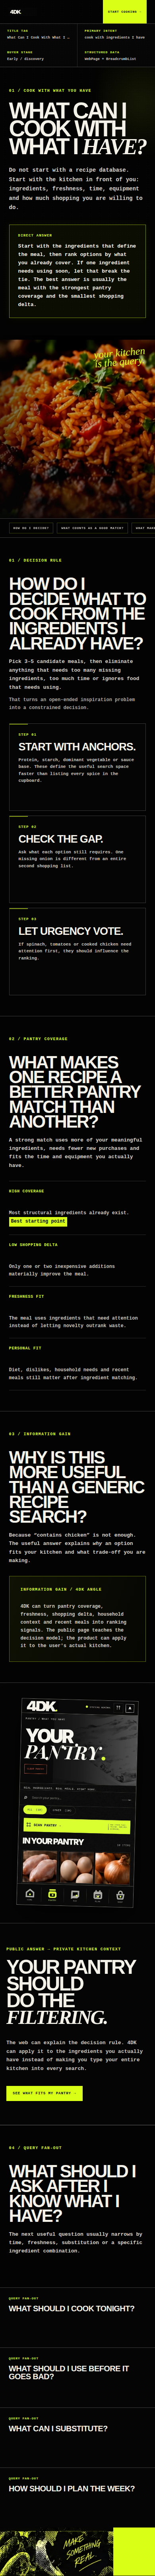 4DK
START COOKING →
TITLE TAG
What Can I Cook With What I …
PRIMARY INTENT
cook with ingredients I have
BUYER STAGE
Early / discovery
STRUCTURED DATA
WebPage + BreadcrumbList
01 / COOK WITH WHAT YOU HAVE
WHAT CAN I
COOK WITH
WHAT I HAVE?
Do not start with a recipe database.
Start with the kitchen in front of you:
ingredients, freshness, time, equipment
and how much shopping you are willing to
do.
DIRECT ANSWER
Start with the ingredients that define
the meal, then rank options by what
you already cover. If one ingredient
needs using soon, let that break the
tie. The best answer is usually the
meal with the strongest pantry
coverage and the smallest shopping
delta.
your kitchen
is the query.
HOW DO I DECIDE?
WHAT COUNTS AS A GOOD MATCH?
WHAT MAKE
01 / DECISION RULE
HOW DO I
DECIDE WHAT TO
COOK FROM THE
INGREDIENTS I
ALREADY HAVE?
Pick 3–5 candidate meals, then eliminate
anything that needs too many missing
ingredients, too much time or ignores food
that needs using.
That turns an open-ended inspiration problem
into a constrained decision.
STEP 01
START WITH ANCHORS.
Protein, starch, dominant vegetable or sauce
base. These define the useful search space
faster than listing every spice in the
cupboard.
STEP 02
CHECK THE GAP.
Ask what each option still requires. One
missing onion is different from an entire
second shopping list.
STEP 03
LET URGENCY VOTE.
If spinach, tomatoes or cooked chicken need
attention first, they should influence the
ranking.
02 / PANTRY COVERAGE
WHAT MAKES
ONE RECIPE A
BETTER PANTRY
MATCH THAN
ANOTHER?
A strong match uses more of your meaningful
ingredients, needs fewer new purchases and
fits the time and equipment you actually
have.
HIGH COVERAGE
Most structural ingredients already exist.
Best starting point
LOW SHOPPING DELTA
Only one or two inexpensive additions
materially improve the meal.
FRESHNESS FIT
The meal uses ingredients that need attention
instead of letting novelty outrank waste.
PERSONAL FIT
Diet, dislikes, household needs and recent
meals still matter after ingredient matching.
03 / INFORMATION GAIN
WHY IS THIS
MORE USEFUL
THAN A GENERIC
RECIPE
SEARCH?
Because “contains chicken” is not enough.
The useful answer explains why an option
fits your kitchen and what trade-off you are
making.
INFORMATION GAIN / 4DK ANGLE
4DK can turn pantry coverage,
freshness, shopping delta, household
context and recent meals into ranking
signals. The public page teaches the
decision model; the product can apply
it to the user's actual kitchen.
4DK.
YOUR
PANTRY.
SCAN PANTRY
IN YOUR PANTRY
PUBLIC ANSWER → PRIVATE KITCHEN CONTEXT
YOUR PANTRY
SHOULD
DO THE
FILTERING.
The web can explain the decision rule. 4DK
can apply it to the ingredients you actually
have instead of making you type your entire
kitchen into every search.
SEE WHAT FITS MY PANTRY →
04 / QUERY FAN-OUT
WHAT SHOULD I
ASK AFTER I
KNOW WHAT I
HAVE?
The next useful question usually narrows by
time, freshness, substitution or a specific
ingredient combination.
QUERY FAN-OUT
WHAT SHOULD I COOK TONIGHT?
QUERY FAN-OUT
WHAT SHOULD I USE BEFORE IT
GOES BAD?
QUERY FAN-OUT
WHAT CAN I SUBSTITUTE?
QUERY FAN-OUT
HOW SHOULD I PLAN THE WEEK?
MAKE
SOMETHING
REAL.